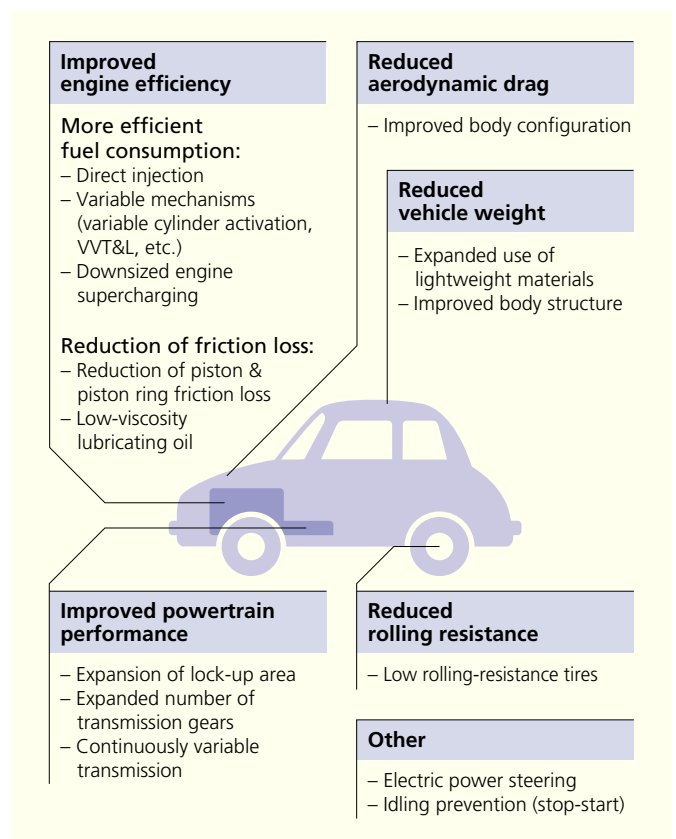 Improved
engine efficiency
More efficient
fuel consumption:
– Direct injection
– Variable mechanisms
(variable cylinder activation,
VVT&L, etc.)
– Downsized engine
supercharging
Reduction of friction loss:
– Reduction of piston &
piston ring friction loss
– Low-viscosity
lubricating oil
Reduced
aerodynamic drag
– Improved body configuration
Reduced
vehicle weight
– Expanded use of
lightweight materials
– Improved body structure
Improved powertrain
performance
– Expansion of lock-up area
– Expanded number of
transmission gears
– Continuously variable
transmission
Reduced
rolling resistance
– Low rolling-resistance tires
Other
– Electric power steering
– Idling prevention (stop-start)